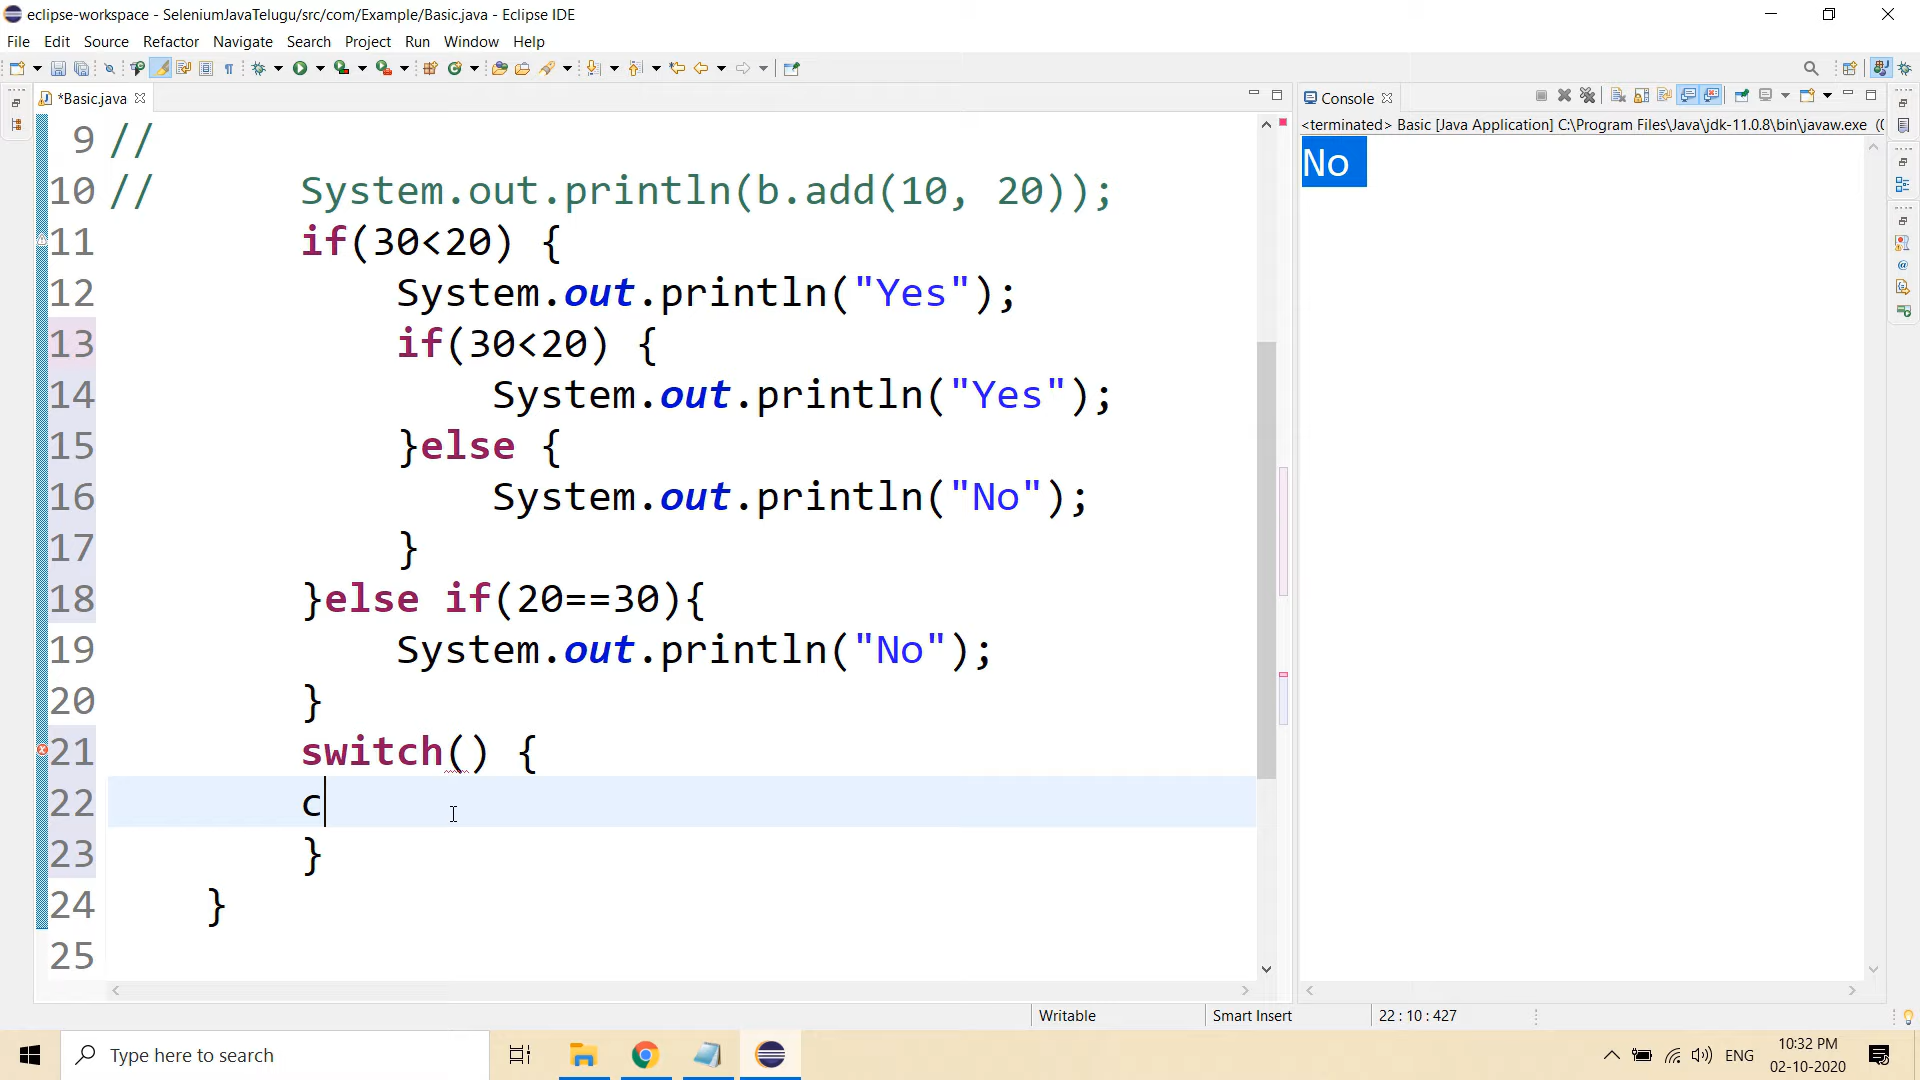 eclipse-workspace - SeleniumJavaTelugu/src/com/Example/Basic.java - Eclipse IDE
File Edit Source Refactor Navigate Search Project Run Window Help
*Basic.java
Console
<terminated> Basic [Java Application] C:\Program Files\Java\jdk-11.0.8\bin\javaw.exe (0
No
9 //
10 // System.out.println(b.add(10, 20));
11 if(30<20) {
12 System.out.println("Yes");
13 if(30<20) {
14 System.out.println("Yes");
15 }else {
16 System.out.println("No");
17 }
18 }else if(20==30){
19 System.out.println("No");
20 }
21 switch() {
22 c
23 }
24 }
25
Writable Smart Insert 22 : 10 : 427
Type here to search
ENG
10:32 PM
02-10-2020